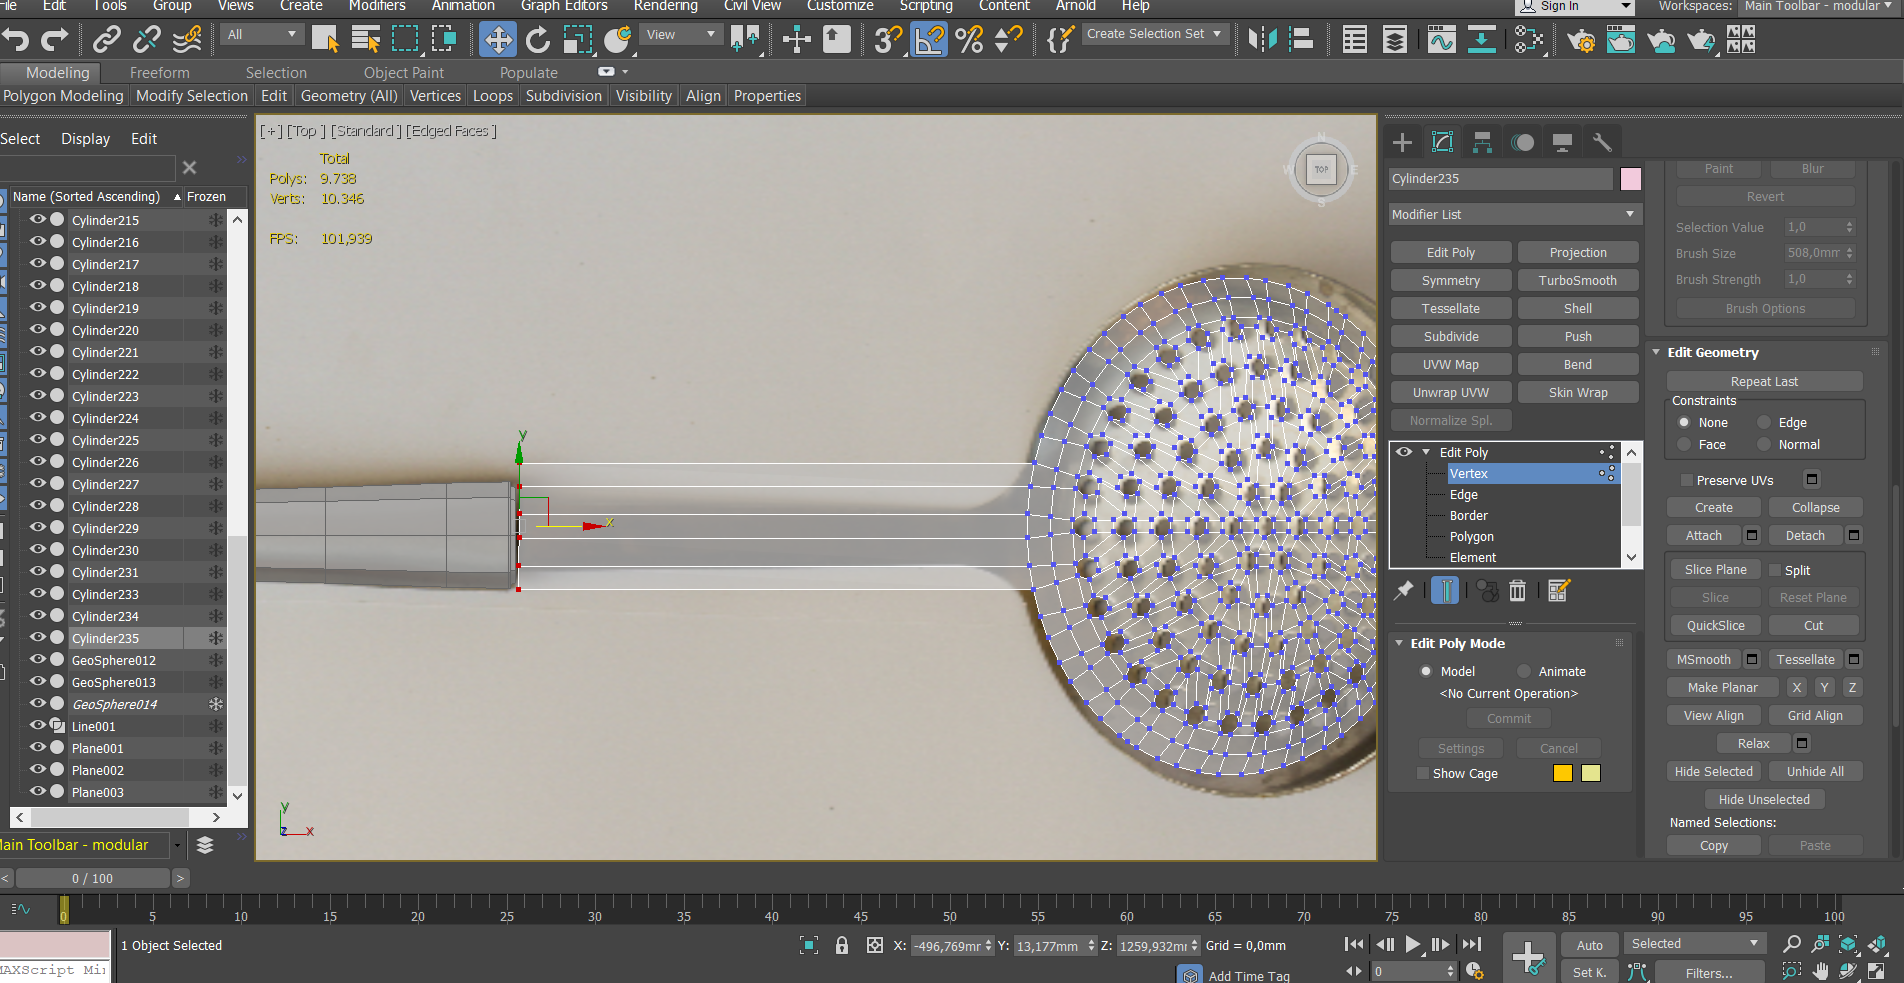 File Edit Tools Group Views Create Modifiers Animation Graph Editors Rendering Civil View Customize Scripting Content Arnold Help Sign In Workspaces: Main Toolbar - modular
All View Create Selection Set
Modeling Freeform Selection Object Paint Populate
Polygon Modeling Modify Selection Edit Geometry (All) Vertices Loops Subdivision Visibility Align Properties
Select Display Edit
Name (Sorted Ascending) Frozen
Cylinder215
Cylinder216
Cylinder217
Cylinder218
Cylinder219
Cylinder220
Cylinder221
Cylinder222
Cylinder223
Cylinder224
Cylinder225
Cylinder226
Cylinder227
Cylinder228
Cylinder229
Cylinder230
Cylinder231
Cylinder233
Cylinder234
Cylinder235
GeoSphere012
GeoSphere013
GeoSphere014
Line001
Plane001
Plane002
Plane003
Main Toolbar - modular
[+] [Top ] [Standard ] [Edged Faces ]
Total
Polys: 9.738
Verts: 10.346
FPS: 101,939
N
W TOP E
S
y
x
y
z x
Cylinder235
Modifier List
Edit Poly Projection
Symmetry TurboSmooth
Tessellate Shell
Subdivide Push
UVW Map Bend
Unwrap UVW Skin Wrap
Normalize Spl.
Edit Poly
Vertex
Edge
Border
Polygon
Element
Edit Poly Mode
Model Animate
<No Current Operation>
Commit
Settings Cancel
Show Cage
Paint Blur
Revert
Selection Value 1,0
Brush Size 508,0mm
Brush Strength 1,0
Brush Options
Edit Geometry
Repeat Last
Constraints
None Edge
Face Normal
Preserve UVs
Create Collapse
Attach Detach
Slice Plane Split
Slice Reset Plane
QuickSlice Cut
MSmooth Tessellate
Make Planar X Y Z
View Align Grid Align
Relax
Hide Selected Unhide All
Hide Unselected
Named Selections:
Copy Paste
< 0 / 100 >
0 5 10 15 20 25 30 35 40 45 50 55 60 65 70 75 80 85 90 95 100
1 Object Selected X: -496,769mr Y: 13,177mm Z: 1259,932mr Grid = 0,0mm Auto Selected
MAXScript Mi Add Time Tag 0 Set K. Filters...